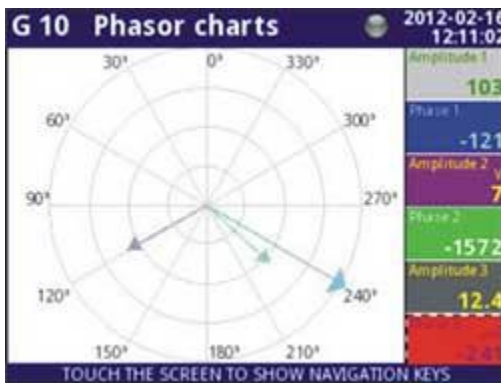 G 10 Phasor charts
2012-02-16
12:11:02
30°
0°
330°
60°
300°
90°
270°
120°
240°
150°
180°
210°
Amplitude 1
103
Phase 1
-121
Amplitude 2
V
7
Phase 2
-1572
Amplitude 3
12.4
-2.41
TOUCH THE SCREEN TO SHOW NAVIGATION KEYS